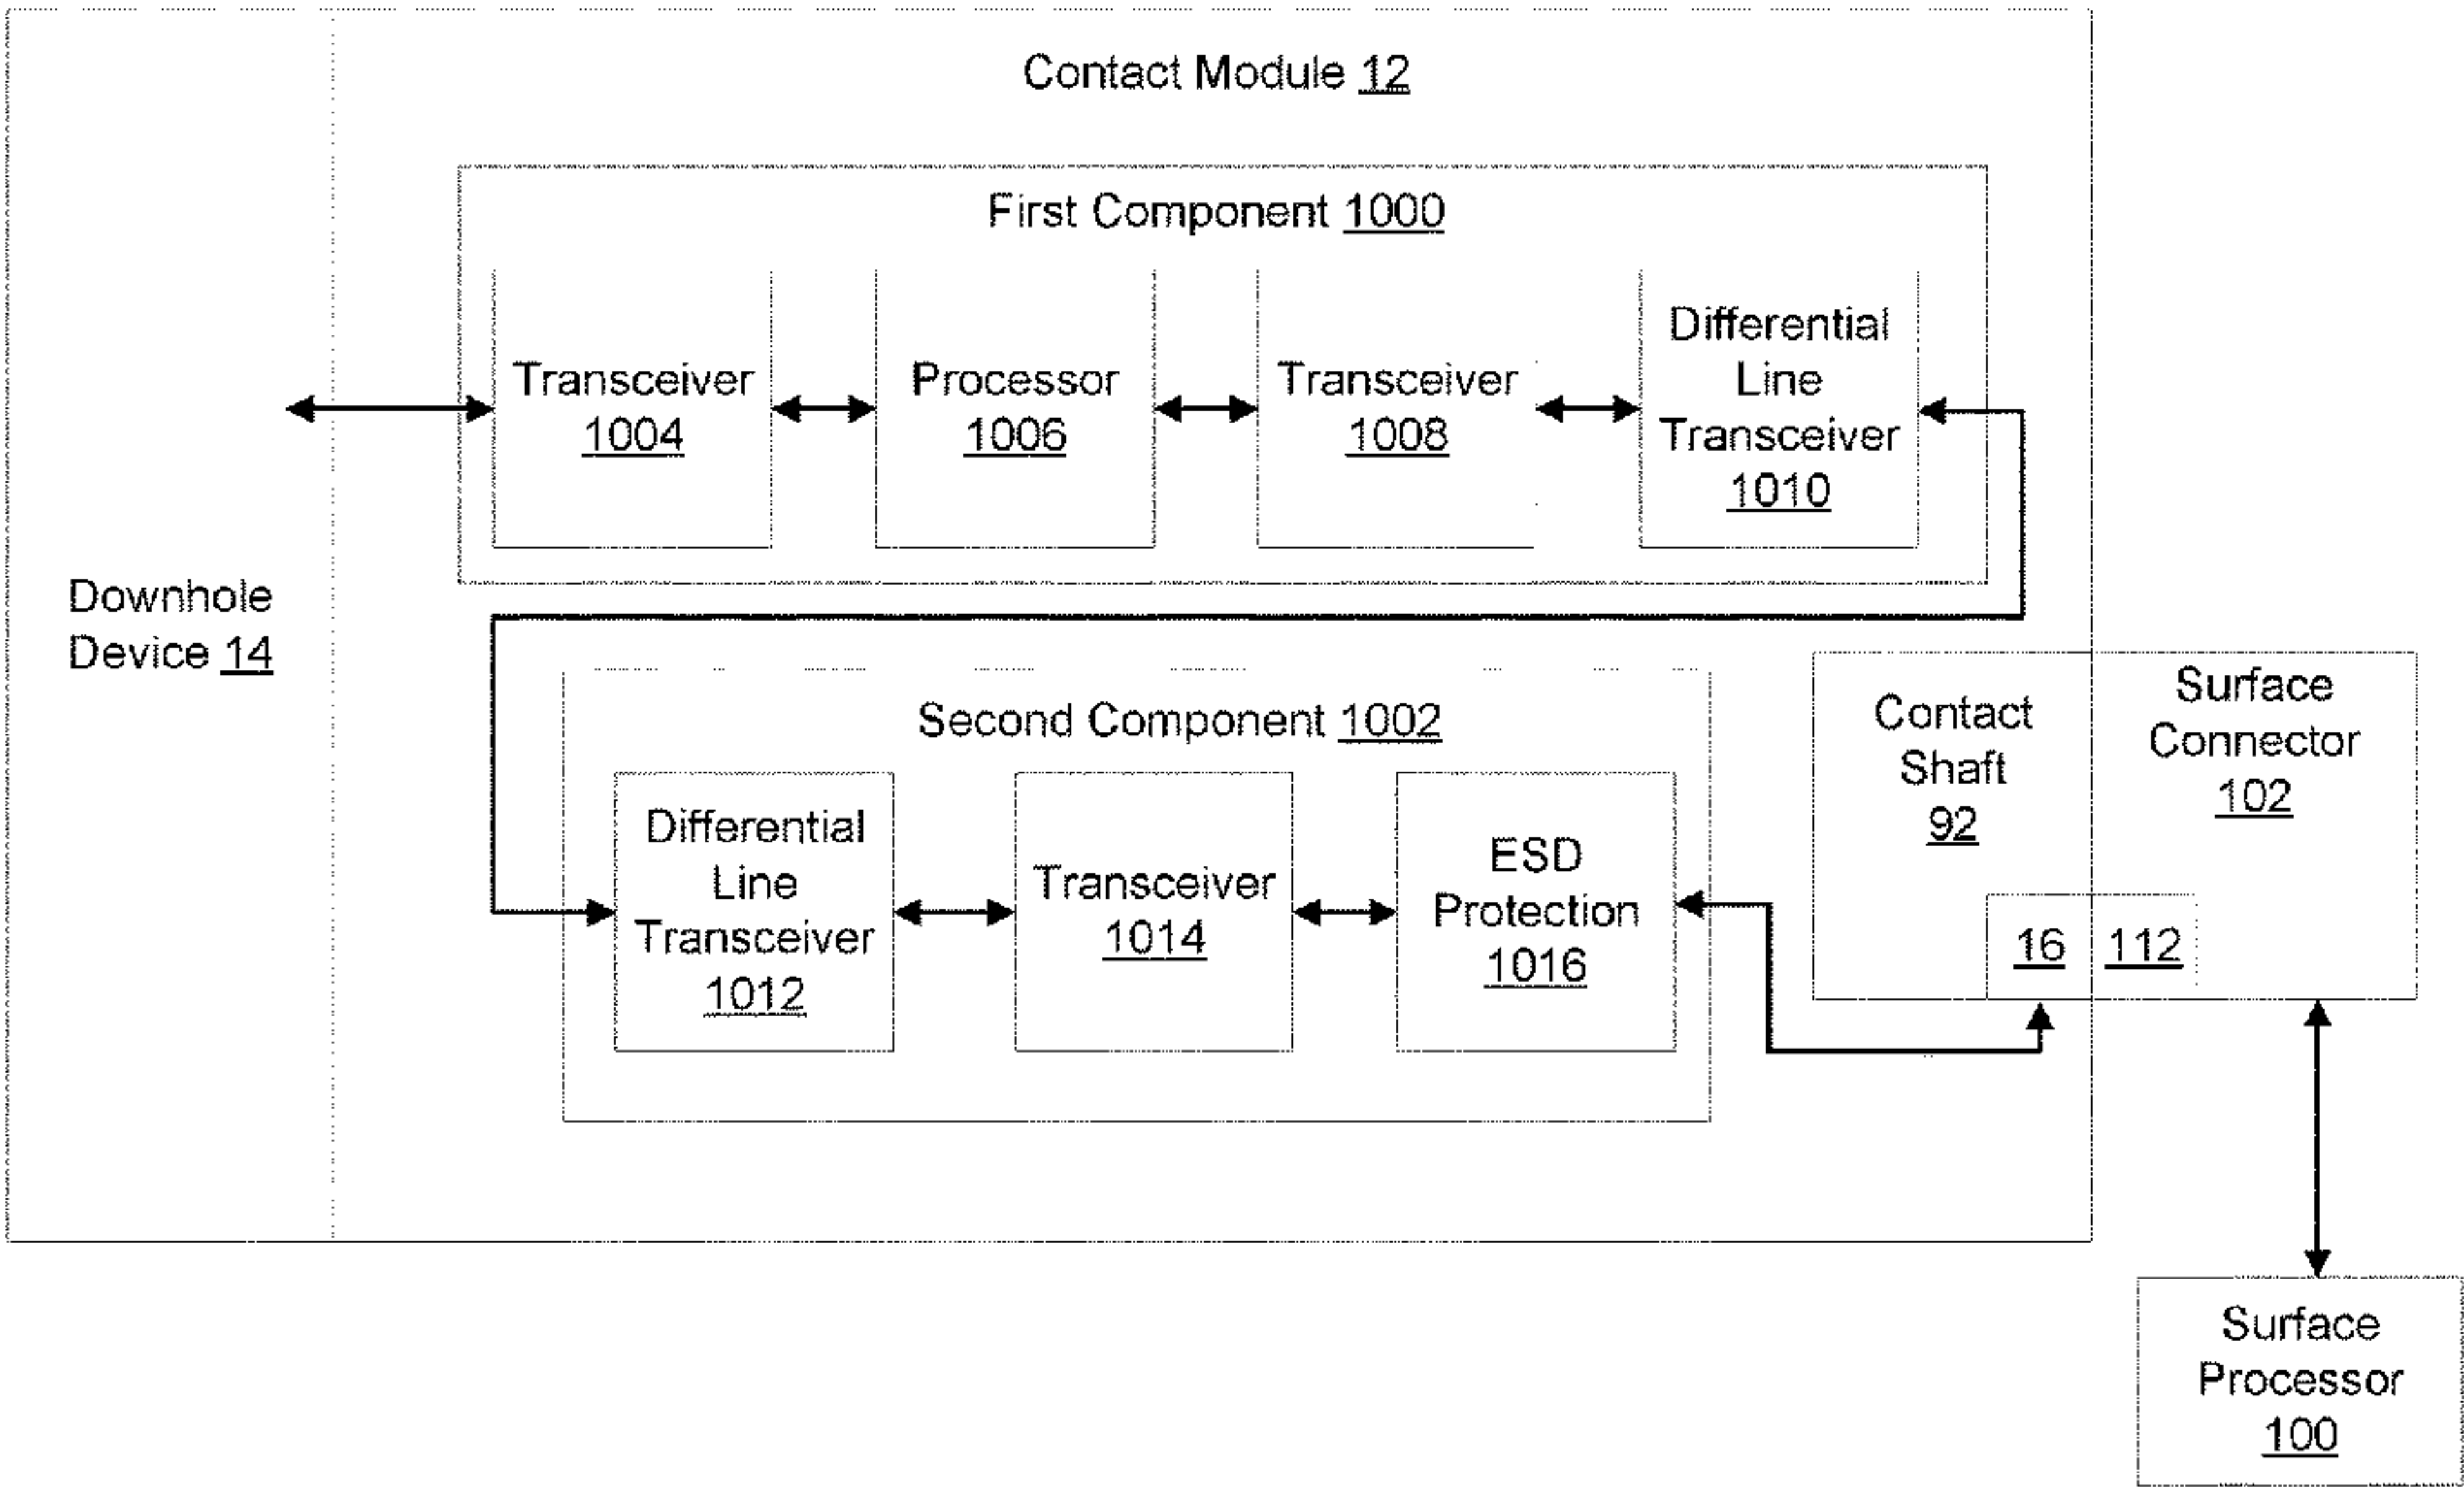 Contact Module 12
First Component 1000
Transceiver
1004
Processor
1006
Transceiver
1008
Differential
Line
Transceiver
1010
Downhole
Device 14
Second Component 1002
Differential
Line
Transceiver
1012
Transceiver
1014
ESD
Protection
1016
Contact
Shaft
92
Surface
Connector
102
16
112
Surface
Processor
100